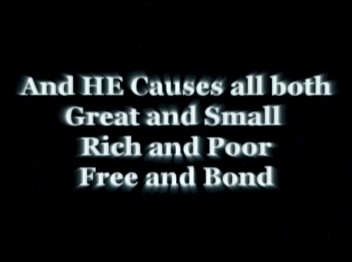 And HE Causes all both
Great and Small
Rich and Poor
Free and Bond